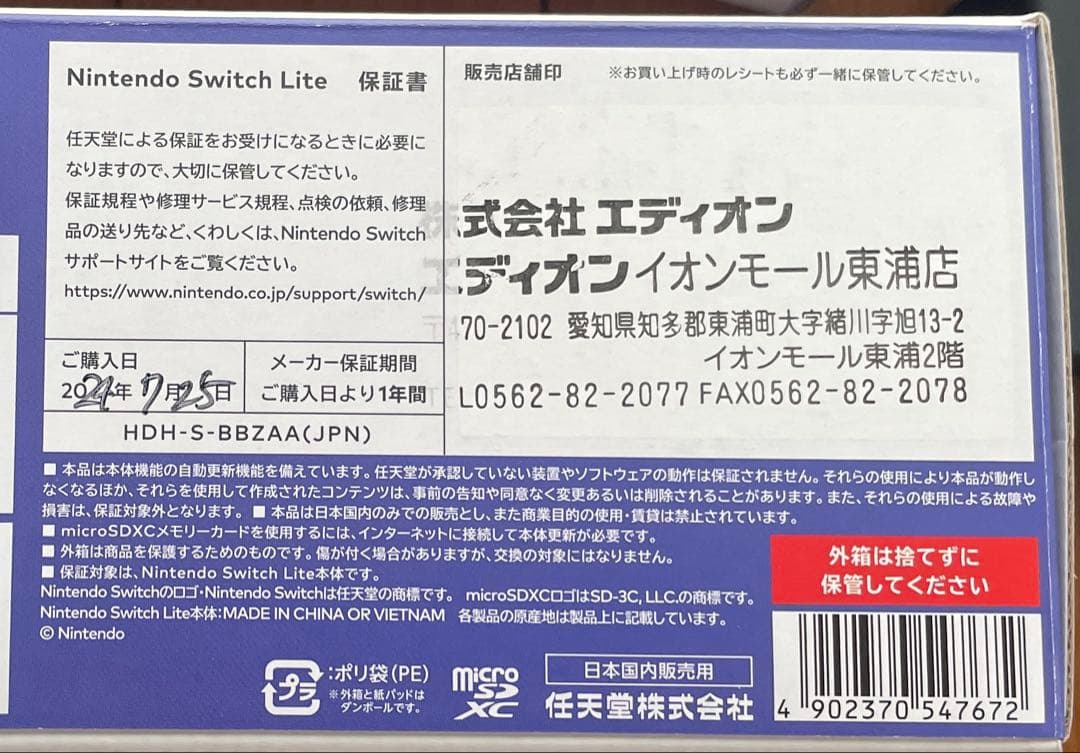 Nintendo Switch Lite 保証書
任天堂による保証をお受けになるときに必要に
なりますので、大切に保管してください。
保証規程や修理サービス規程、点検の依頼、修理
品の送り先など、くわしくは、Nintendo Switch
サポートサイトをご覧ください。
https://www.nintendo.co.jp/support/switch/
ご購入日
2024年 7月25日
メーカー保証期間
ご購入日より1年間
HDH-S-BBZAA(JPN)
販売店舗印 ※お買い上げ時のレシートも必ず一緒に保管してください。
株式会社 エディオン
エディオンイオンモール東浦店
70-2102 愛知県知多郡東浦町大字緒川字旭13-2
イオンモール東浦2階
L0562-82-2077 FAX0562-82-2078
■ 本品は本体機能の自動更新機能を備えています。任天堂が承認していない装置やソフトウェアの動作は保証されません。それらの使用により本品が動作し
なくなるほか、それらを使用して作成されたコンテンツは、事前の告知や同意なく変更あるいは削除されることがあります。また、それらの使用による故障や
損害は、保証対象外となります。 ■ 本品は日本国内のみでの販売とし、また商業目的の使用・賃貸は禁止されています。
■ microSDXCメモリーカードを使用するには、インターネットに接続して本体更新が必要です。
■ 外箱は商品を保護するためのものです。傷が付く場合がありますが、交換の対象にはなりません。
■ 保証対象は、Nintendo Switch Lite本体です。
Nintendo Switchのロゴ・Nintendo Switchは任天堂の商標です。 microSDXCロゴはSD-3C, LLC.の商標です。
Nintendo Switch Lite本体：MADE IN CHINA OR VIETNAM 各製品の原産地は製品上に記載しています。
© Nintendo
外箱は捨てずに
保管してください
プラ
：ポリ袋(PE)
※外箱と紙パッドは
ダンボールです。
micro
SD
XC
日本国内販売用
任天堂株式会社
4 902370 547672